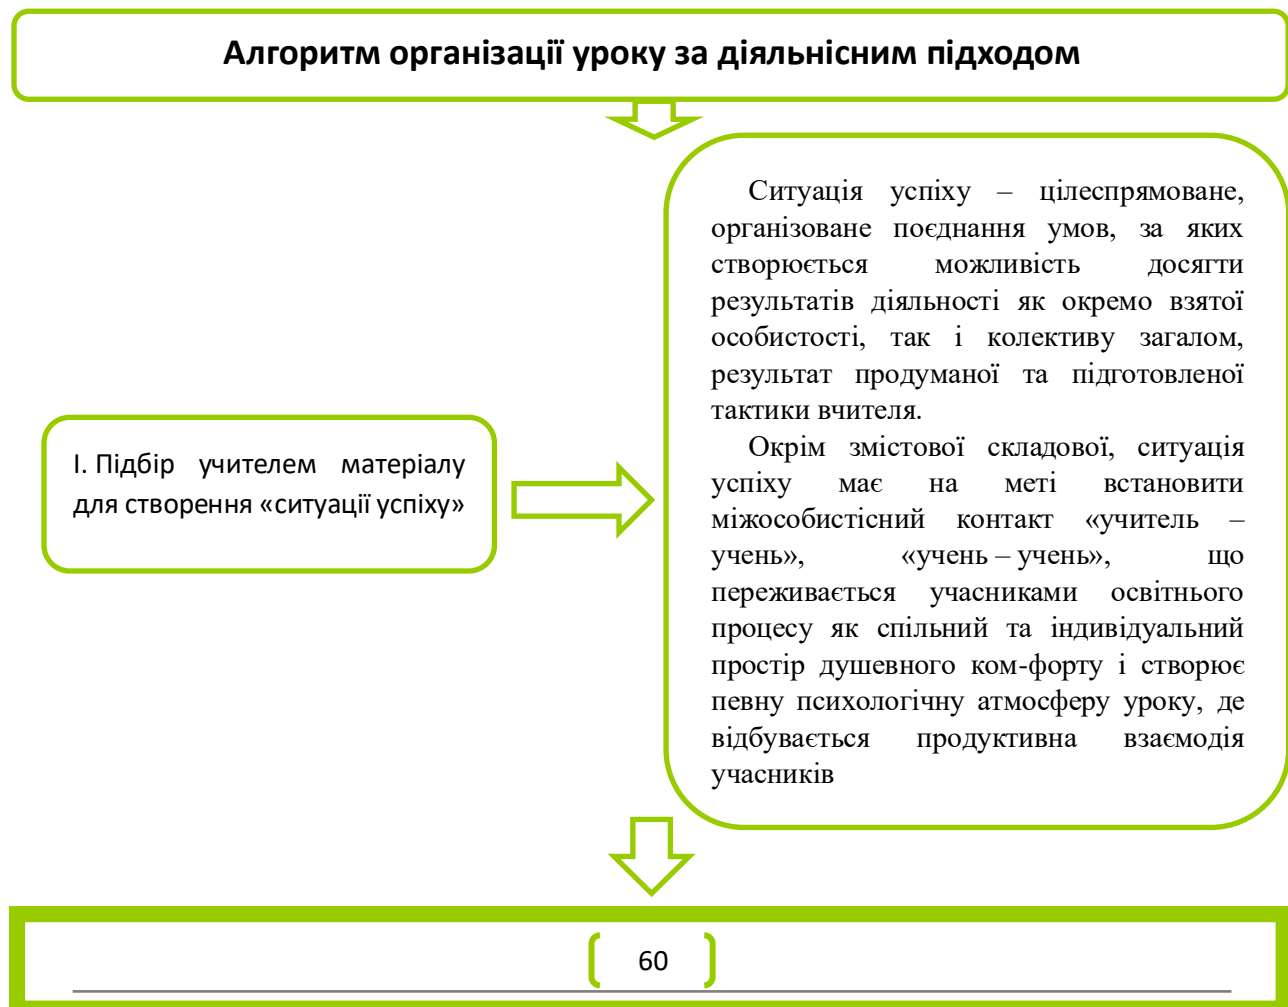 Алгоритм організації уроку за діяльнісним підходом
І. Підбір учителем матеріалу
для створення «ситуації успіху»
Ситуація успіху – цілеспрямоване,
організоване поєднання умов, за яких
створюється можливість досягти
результатів діяльності як окремо взятої
особистості, так і колективу загалом,
результат продуманої та підготовленої
тактики вчителя.
Окрім змістової складової, ситуація
успіху має на меті встановити
міжособистісний контакт «учитель –
учень», «учень – учень», що
переживається учасниками освітнього
процесу як спільний та індивідуальний
простір душевного ком-форту і створює
певну психологічну атмосферу уроку, де
відбувається продуктивна взаємодія
учасників
60